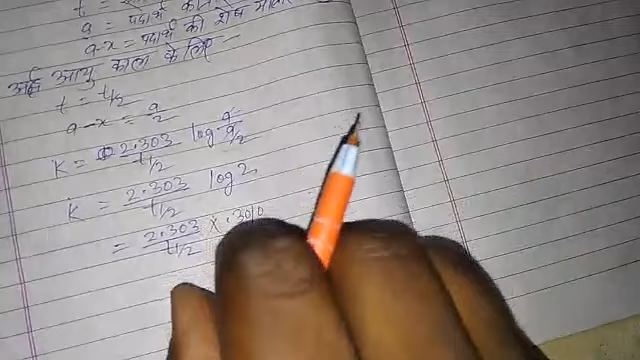 t =
a = पदार्थ की
a-x = पदार्थ की शेष मात्रा
अर्द्ध आयु काल के लिए -
t = t1/2
a-x = a/2
K = 2.303/t1/2 log a/a/2
K = 2.303/t1/2 log 2
= 2.303/t1/2 × .3010